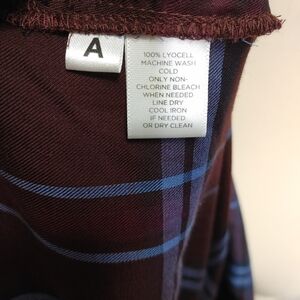 A
100% LYOCELL
MACHINE WASH
COLD
ONLY NON-
CHLORINE BLEACH
WHEN NEEDED
LINE DRY
COOL IRON
IF NEEDED
OR DRY CLEAN